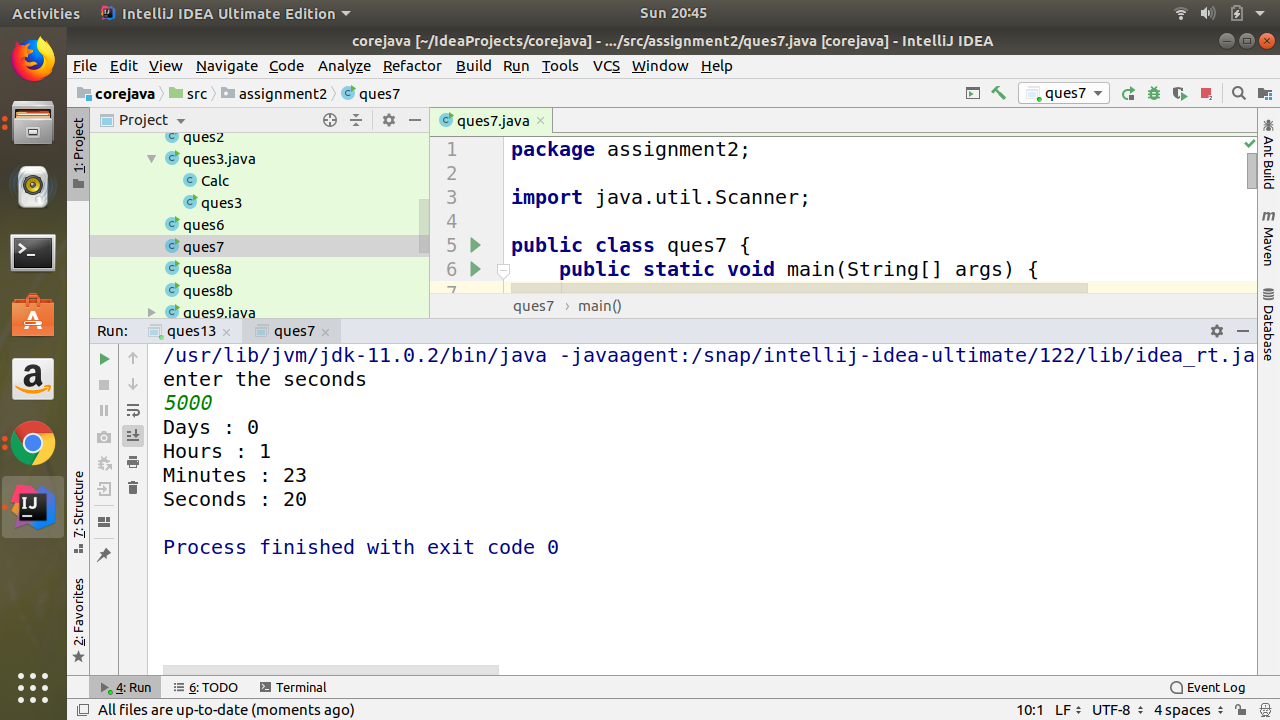 Activities IntelliJ IDEA Ultimate Edition Sun 20:45
corejava [~/IdeaProjects/corejava] - .../src/assignment2/ques7.java [corejava] - IntelliJ IDEA
File Edit View Navigate Code Analyze Refactor Build Run Tools VCS Window Help
corejava src assignment2 ques7 ques7
1: Project
Project
ques2
ques3.java
Calc
ques3
ques6
ques7
ques8a
ques8b
ques9.java
ques7.java
1 package assignment2;
2
3 import java.util.Scanner;
4
5 public class ques7 {
6 public static void main(String[] args) {
7
ques7 › main()
Ant Build
Maven
Database
Run: ques13 ques7
/usr/lib/jvm/jdk-11.0.2/bin/java -javaagent:/snap/intellij-idea-ultimate/122/lib/idea_rt.ja
enter the seconds
5000
Days : 0
Hours : 1
Minutes : 23
Seconds : 20
Process finished with exit code 0
7: Structure
2: Favorites
4: Run 6: TODO Terminal Event Log
All files are up-to-date (moments ago) 10:1 LF UTF-8 4 spaces